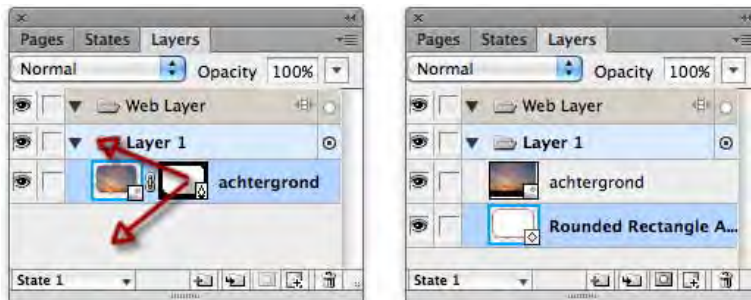 Pages States Layers
Normal Opacity 100%
Web Layer
Layer 1
achtergrond
State 1
Pages States Layers
Normal Opacity 100%
Web Layer
Layer 1
achtergrond
Rounded Rectangle A...
State 1